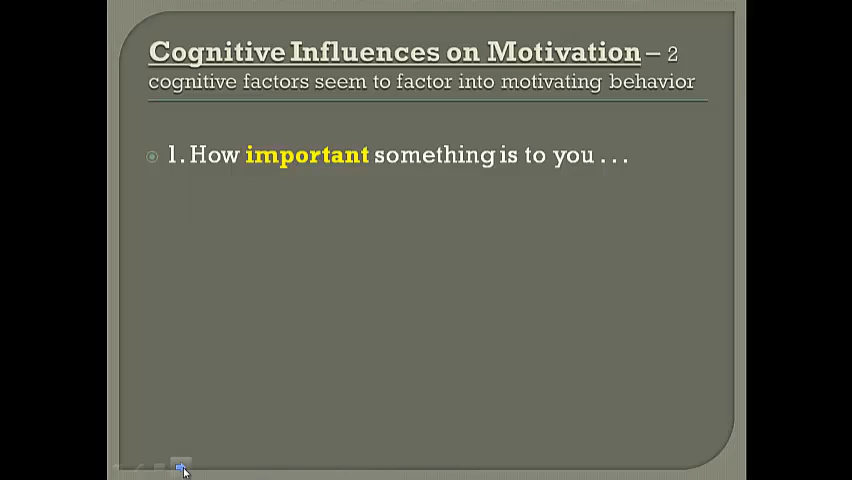 Cognitive Influences on Motivation – 2
cognitive factors seem to factor into motivating behavior
1. How important something is to you . . .